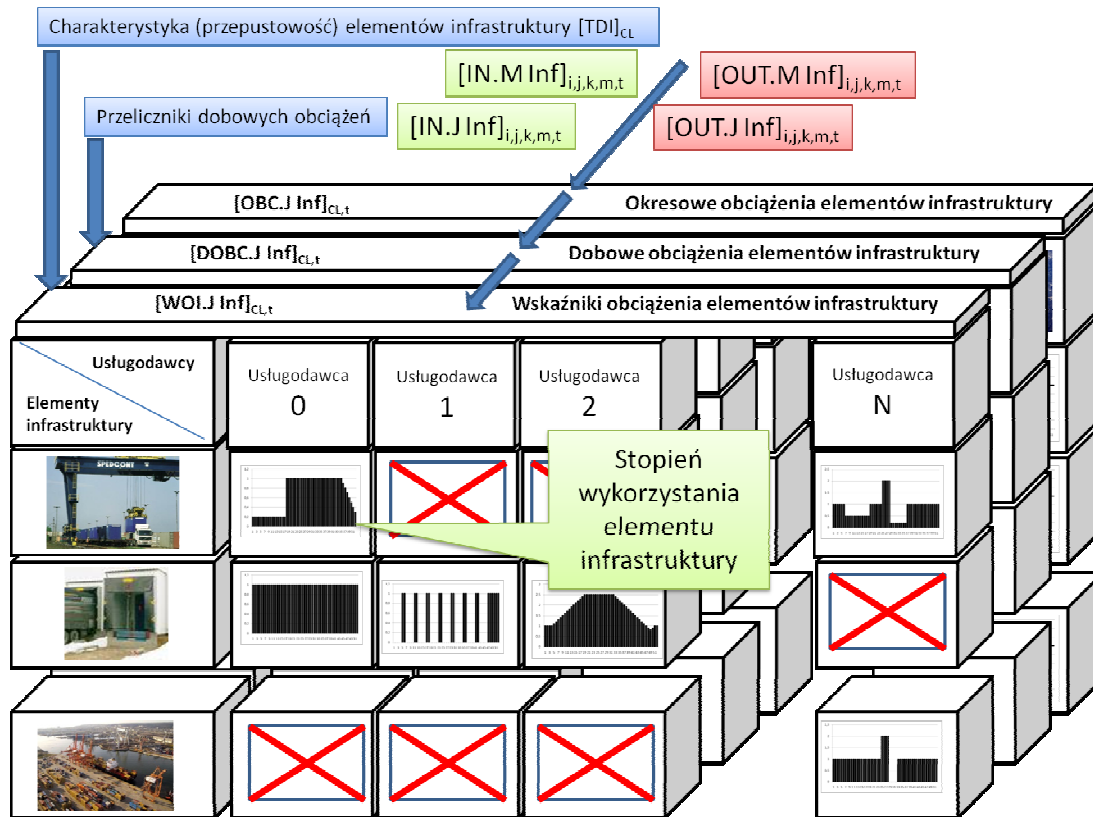 Charakterystyka (przepustowość) elementów infrastruktury [TDI]CL
[IN.M Inf]i,j,k,m,t
[OUT.M Inf]i,j,k,m,t
Przeliczniki dobowych obciążeń
[IN.J Inf]i,j,k,m,t
[OUT.J Inf]i,j,k,m,t
[OBC.J Inf]CL,t Okresowe obciążenia elementów infrastruktury
[DOBC.J Inf]CL,t Dobowe obciążenia elementów infrastruktury
[WOI.J Inf]CL,t Wskaźniki obciążenia elementów infrastruktury
Usługodawcy
Elementy
infrastruktury
Usługodawca
0
Usługodawca
1
Usługodawca
2
Usługodawca
N
SPEDCONT
Stopień
wykorzystania
elementu
infrastruktury